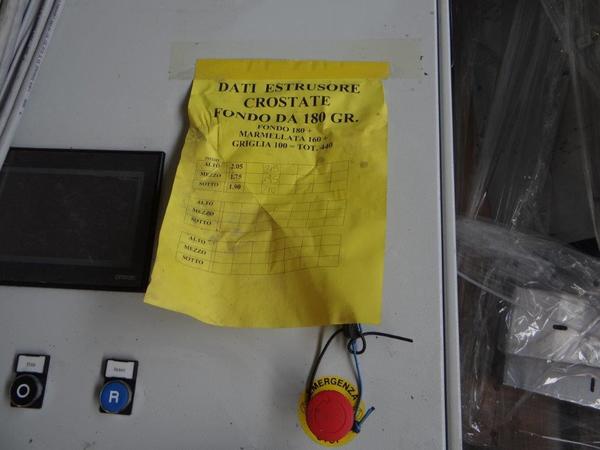 DATI ESTRUSORE
CROSTATE
FONDO DA 180 GR.
FONDO 180 +
MARMELLATA 160 +
GRIGLIA 100 = TOT. 440
ALTO 2.05
MEZZO 1.75
SOTTO 1.90
ALTO
MEZZO
SOTTO
ALTO
MEZZO
SOTTO
OMRON
O
R
EMERGENZA